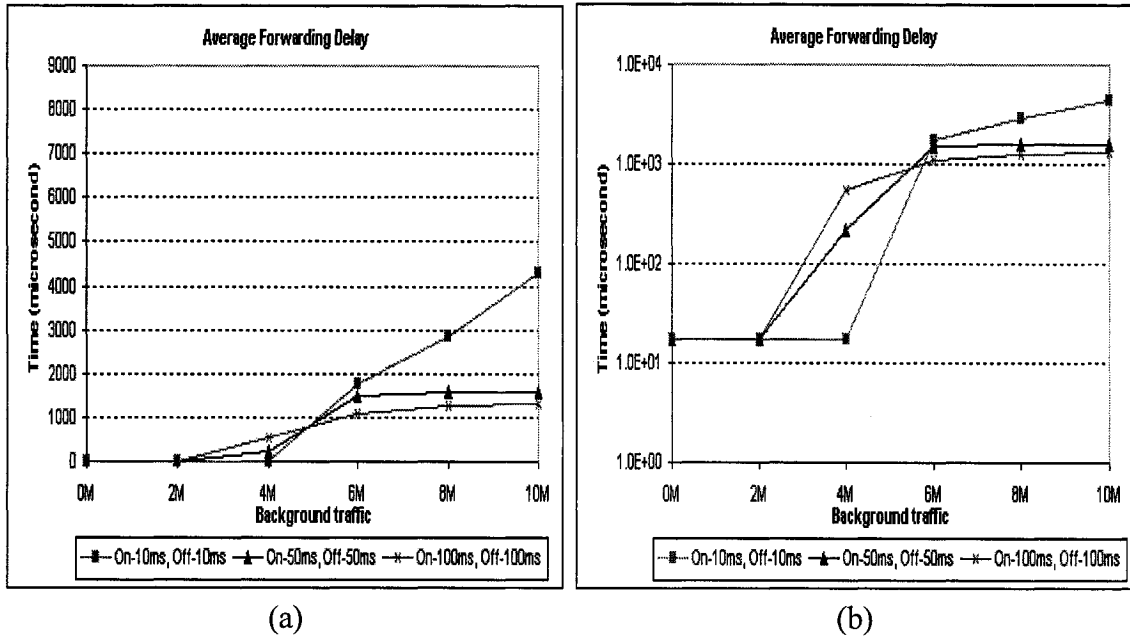 Average Forwarding Delay
9000
8000
7000
6000
5000
4000
3000
2000
1000
0
Time (microsecond)
0M 2M 4M 6M 8M 10M
Background traffic
On-10ms, Off-10ms On-50ms, Off-50ms On-100ms, Off-100ms
(a)
Average Forwarding Delay
1.0E+04
1.0E+03
1.0E+02
1.0E+01
1.0E+00
Time (microsecond)
0M 2M 4M 6M 8M 10M
Background traffic
On-10ms, Off-10ms On-50ms, Off-50ms On-100ms, Off-100ms
(b)